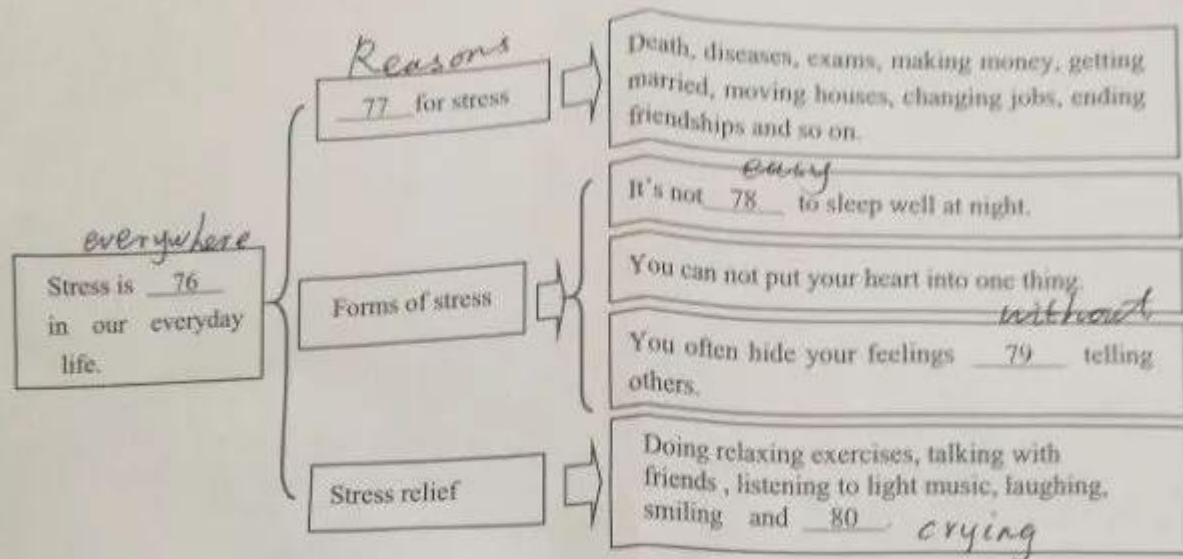 Reasons
77 for stress
Death, diseases, exams, making money, getting
married, moving houses, changing jobs, ending
friendships and so on.
easy
It's not 78 to sleep well at night.
everywhere
Stress is 76
in our everyday
life.
Forms of stress
You can not put your heart into one thing.
without
You often hide your feelings 79 telling
others.
Stress relief
Doing relaxing exercises, talking with
friends , listening to light music, laughing,
smiling and 80 .
crying